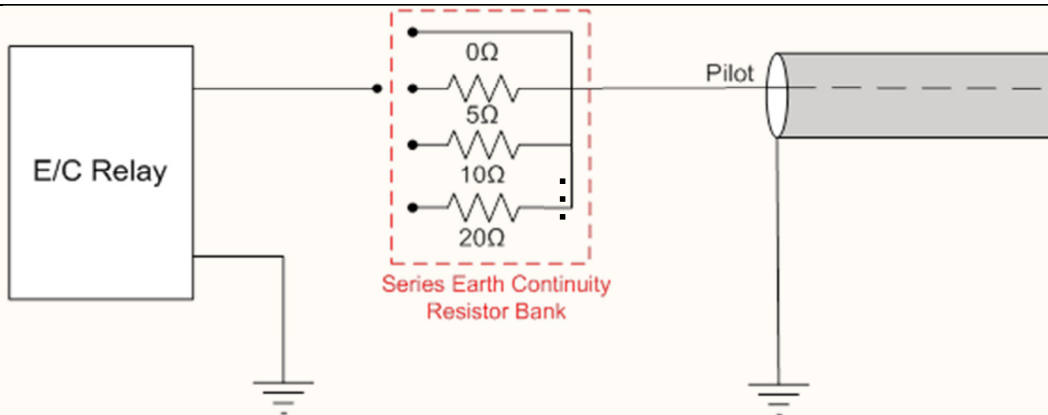 0Ω
Pilot
5Ω
E/C Relay
10Ω
20Ω
Series Earth Continuity
Resistor Bank